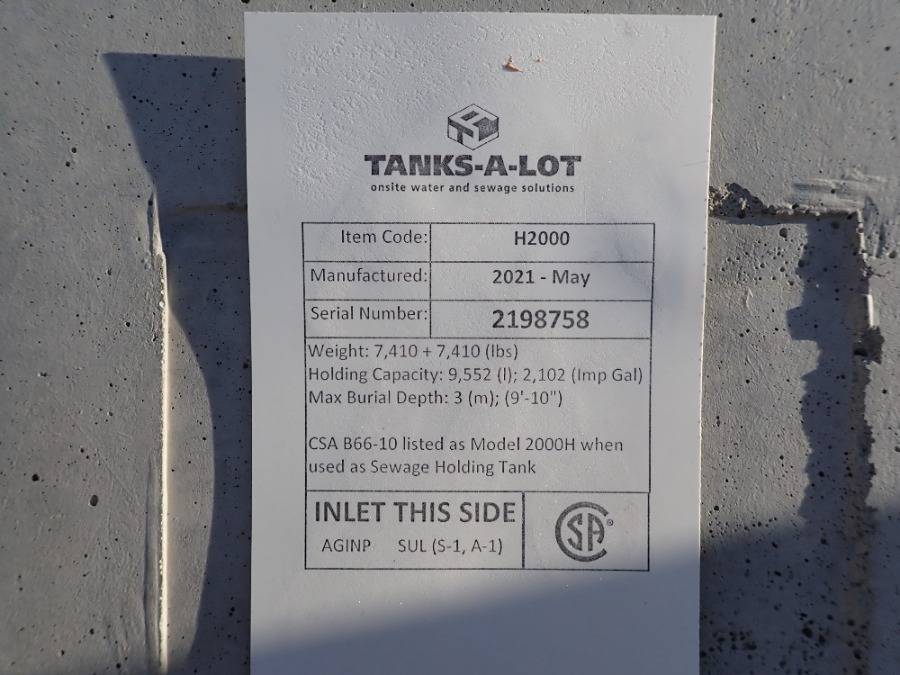 TANKS-A-LOT
onsite water and sewage solutions
Item Code: H2000
Manufactured: 2021 - May
Serial Number: 2198758
Weight: 7,410 + 7,410 (lbs)
Holding Capacity: 9,552 (l); 2,102 (Imp Gal)
Max Burial Depth: 3 (m); (9'-10")
CSA B66-10 listed as Model 2000H when
used as Sewage Holding Tank
INLET THIS SIDE
AGINP SUL (S-1, A-1)
CSA®